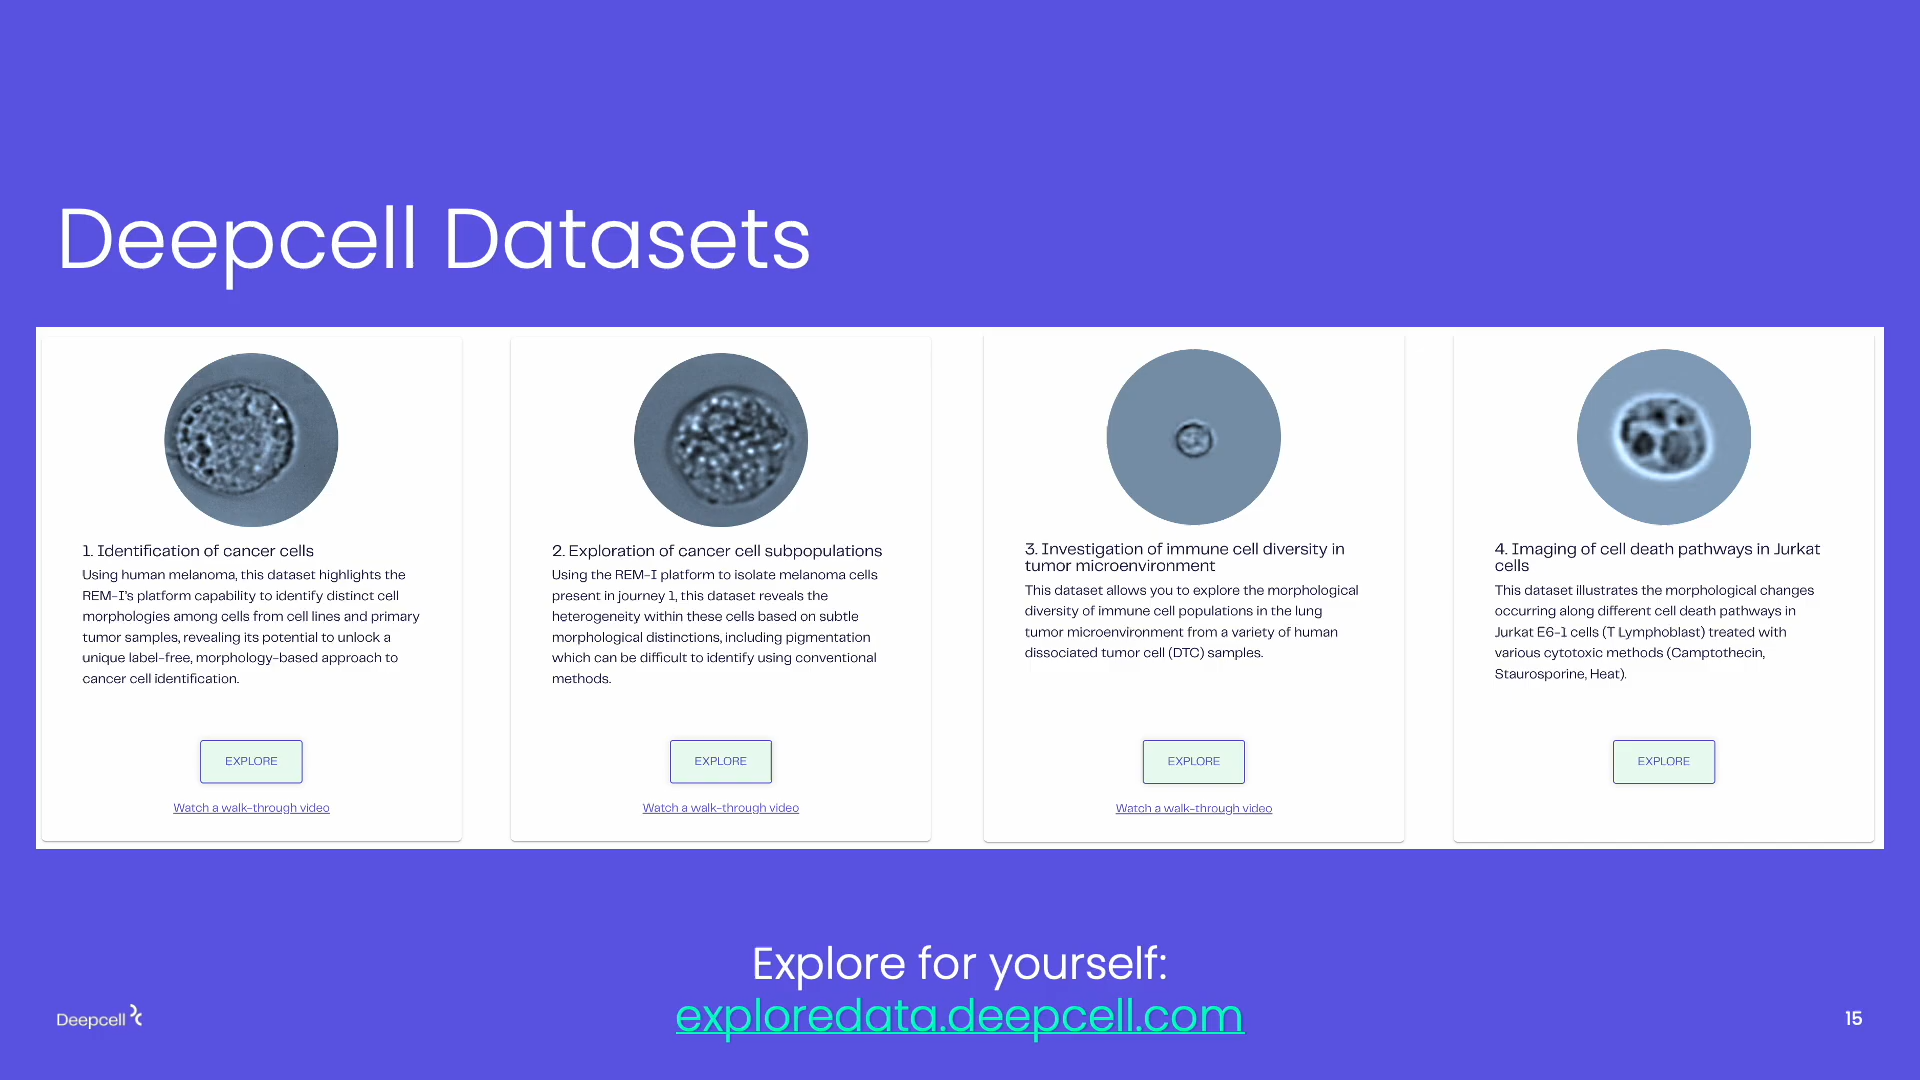 Deepcell Datasets
1. Identification of cancer cells
Using human melanoma, this dataset highlights the
REM-I's platform capability to identify distinct cell
morphologies among cells from cell lines and primary
tumor samples, revealing its potential to unlock a
unique label-free, morphology-based approach to
cancer cell identification.
EXPLORE
Watch a walk-through video
2. Exploration of cancer cell subpopulations
Using the REM-I platform to isolate melanoma cells
present in journey 1, this dataset reveals the
heterogeneity within these cells based on subtle
morphological distinctions, including pigmentation
which can be difficult to identify using conventional
methods.
EXPLORE
Watch a walk-through video
3. Investigation of immune cell diversity in
tumor microenvironment
This dataset allows you to explore the morphological
diversity of immune cell populations in the lung
tumor microenvironment from a variety of human
dissociated tumor cell (DTC) samples.
EXPLORE
Watch a walk-through video
4. Imaging of cell death pathways in Jurkat
cells
This dataset illustrates the morphological changes
occurring along different cell death pathways in
Jurkat E6-1 cells (T Lymphoblast) treated with
various cytotoxic methods (Camptothecin,
Staurosporine, Heat).
EXPLORE
Explore for yourself:
exploredata.deepcell.com
Deepcell
15